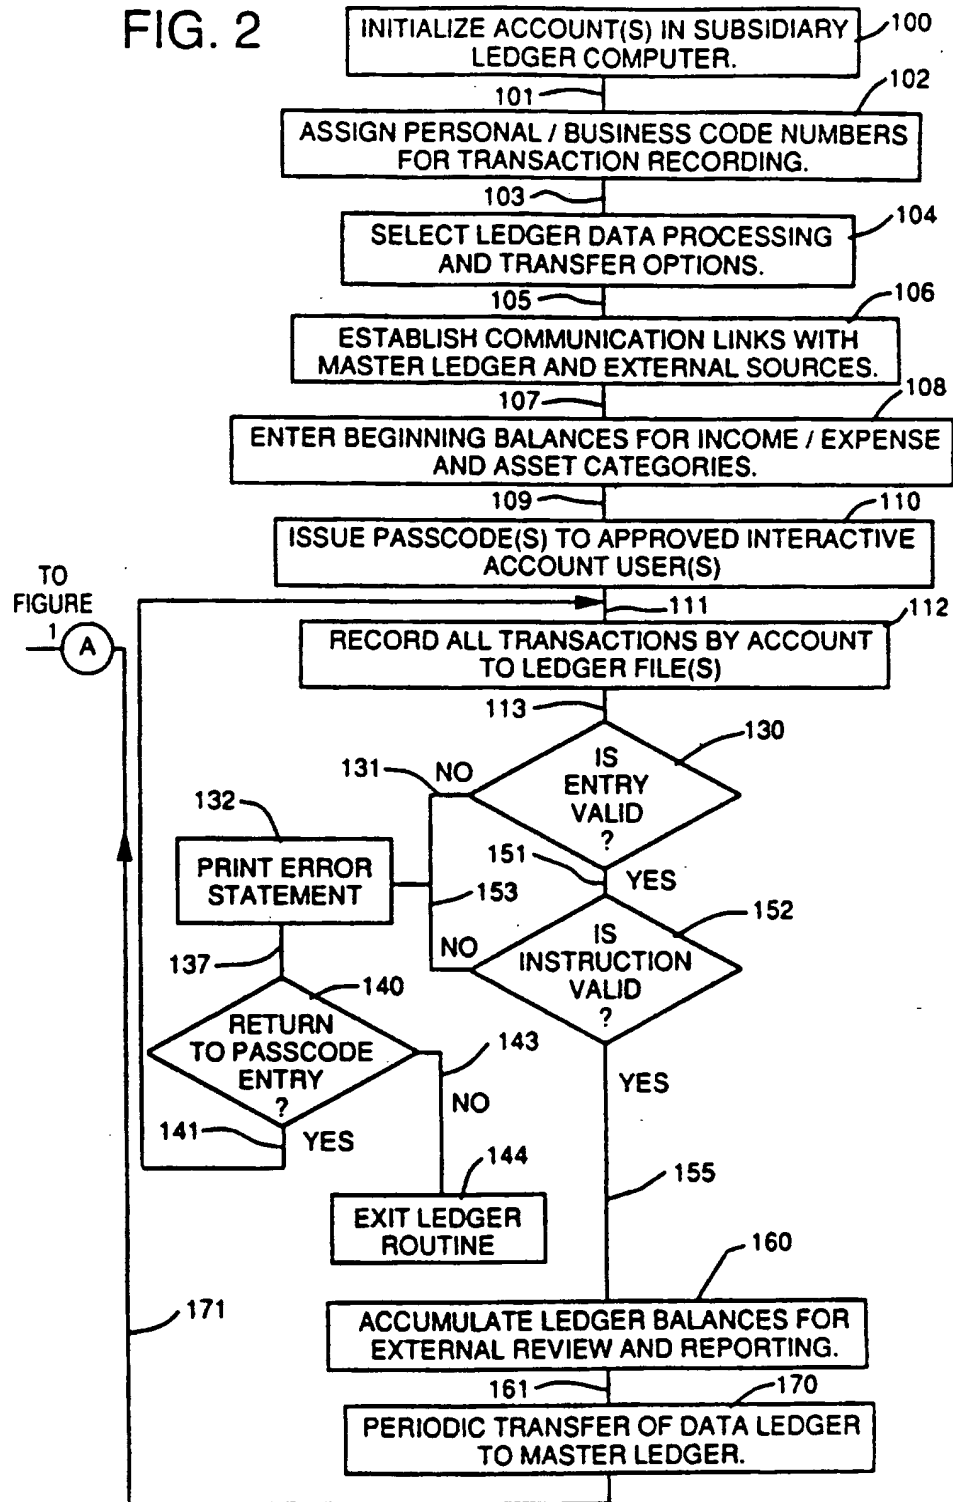 FIG. 2
INITIALIZE ACCOUNT(S) IN SUBSIDIARY
LEDGER COMPUTER.
100
101
102
ASSIGN PERSONAL / BUSINESS CODE NUMBERS
FOR TRANSACTION RECORDING.
103
104
SELECT LEDGER DATA PROCESSING
AND TRANSFER OPTIONS.
105
106
ESTABLISH COMMUNICATION LINKS WITH
MASTER LEDGER AND EXTERNAL SOURCES.
107
108
ENTER BEGINNING BALANCES FOR INCOME / EXPENSE
AND ASSET CATEGORIES.
109
110
ISSUE PASSCODE(S) TO APPROVED INTERACTIVE
ACCOUNT USER(S)
TO
FIGURE
1
A
111
112
RECORD ALL TRANSACTIONS BY ACCOUNT
TO LEDGER FILE(S)
113
130
IS
ENTRY
VALID
?
131
NO
132
PRINT ERROR
STATEMENT
151
YES
153
152
NO
IS
INSTRUCTION
VALID
?
137
140
RETURN
TO PASSCODE
ENTRY
?
143
YES
NO
141
YES
144
EXIT LEDGER
ROUTINE
155
160
171
ACCUMULATE LEDGER BALANCES FOR
EXTERNAL REVIEW AND REPORTING.
161
170
PERIODIC TRANSFER OF DATA LEDGER
TO MASTER LEDGER.